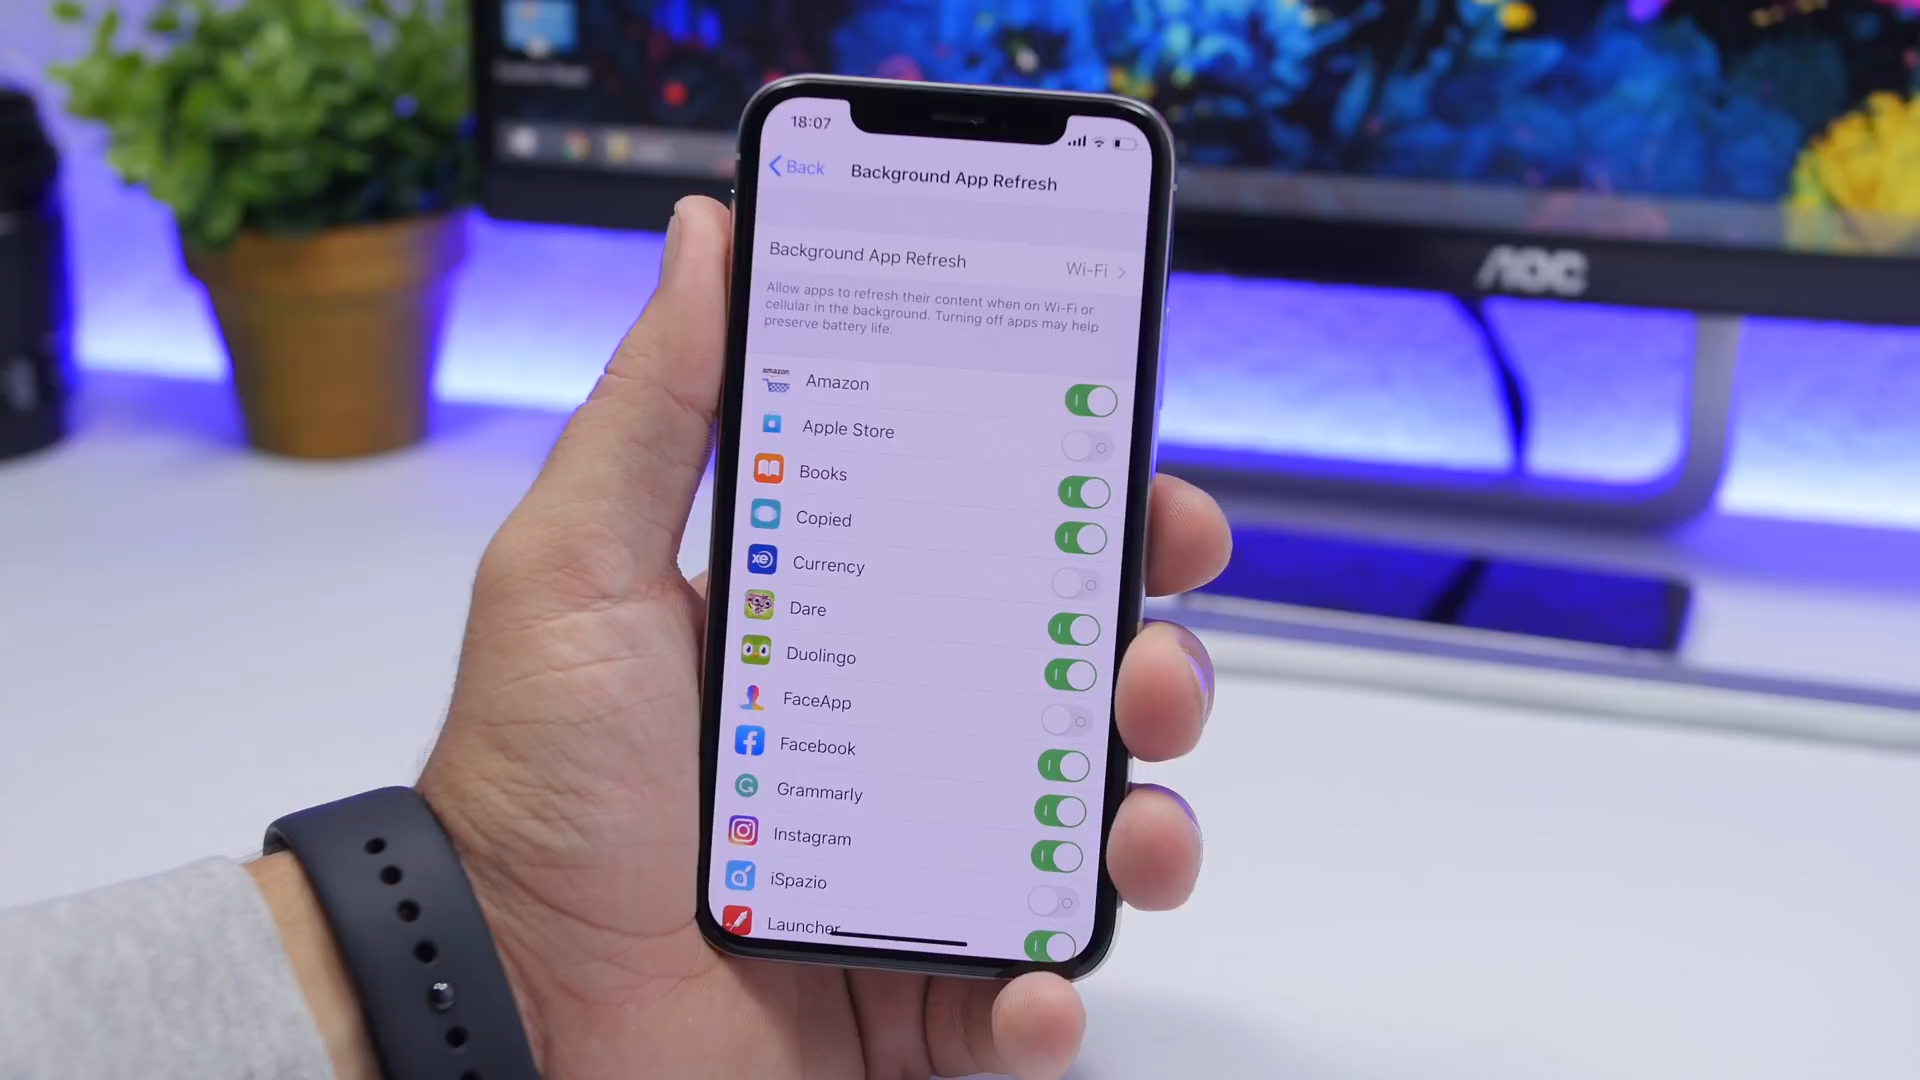 18:07
Back
Background App Refresh
Background App Refresh Wi-Fi
Allow apps to refresh their content when on Wi-Fi or
cellular in the background. Turning off apps may help
preserve battery life.
amazon
Amazon
Apple Store
Books
Copied
xe
Currency
Dare
Duolingo
FaceApp
Facebook
Grammarly
Instagram
iSpazio
Launcher
AOC